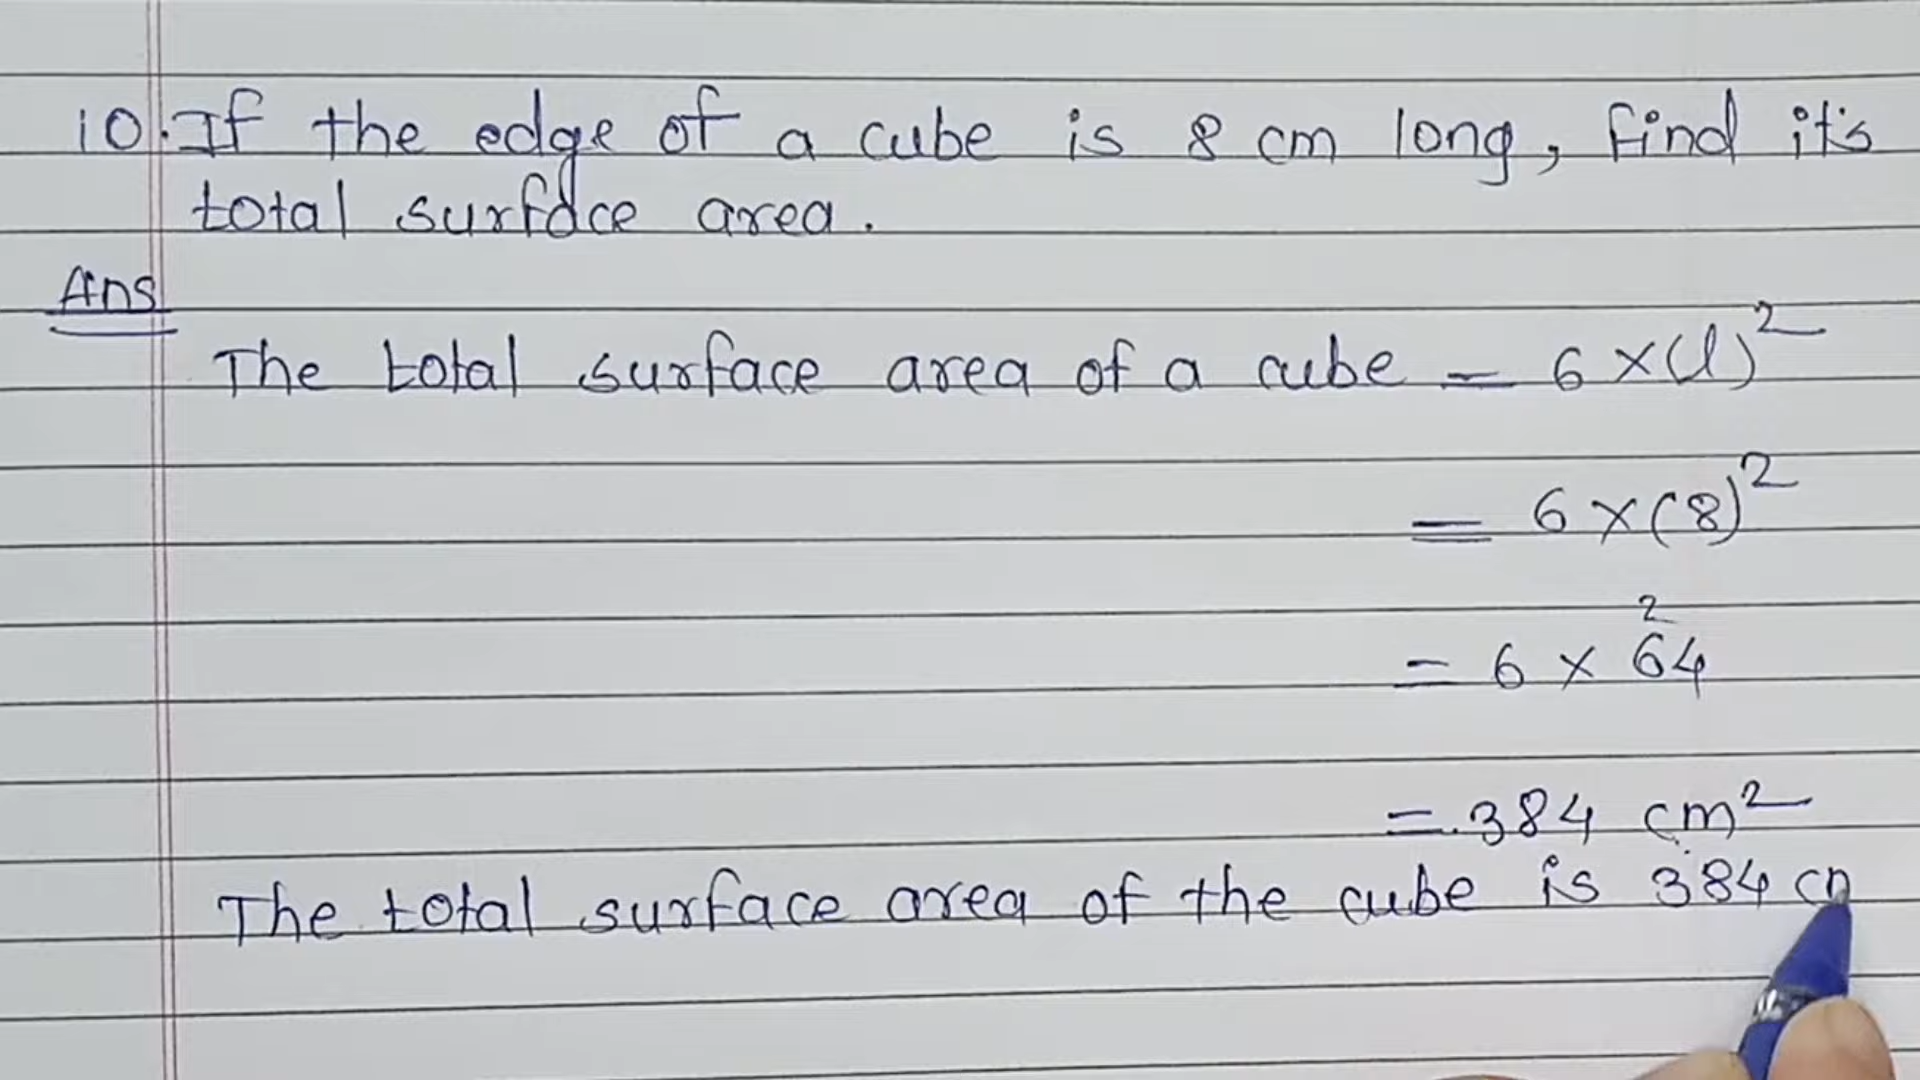 10. If the edge of a cube is 8 cm long, find it's
total surface area.
Ans
The total surface area of a cube = 6 × (l)²
= 6 × (8)²
2
= 6 × 64
= 384 cm²
The total surface area of the cube is 384 cm